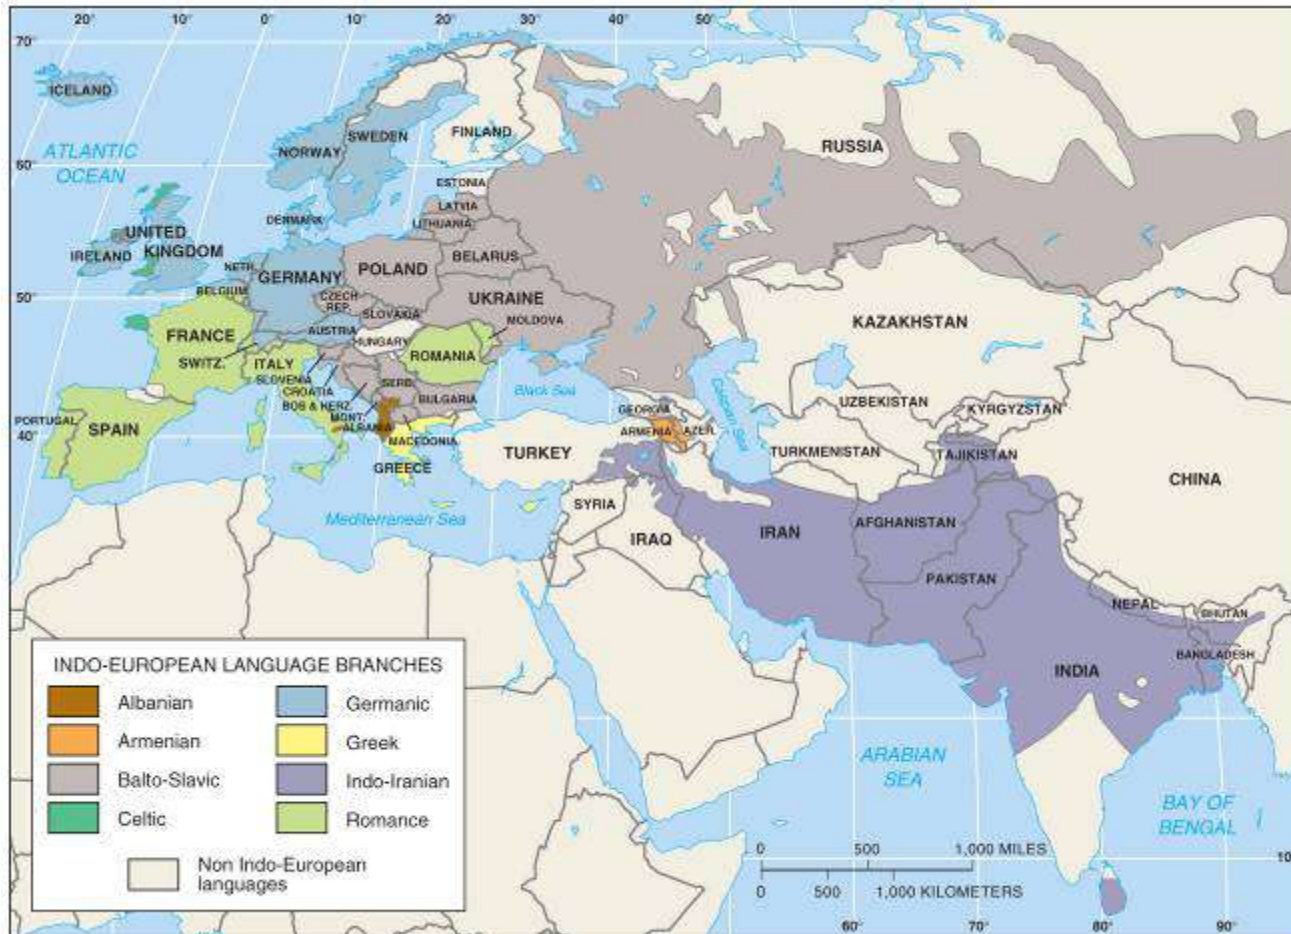 20°
10°
0°
10°
20°
30°
40°
50°
70°
ICELAND
SWEDEN
FINLAND
NORWAY
RUSSIA
ATLANTIC
OCEAN
60°
ESTONIA
LATVIA
LITHUANIA
DENMARK
UNITED
KINGDOM
IRELAND
NETH.
GERMANY
POLAND
BELARUS
BELGIUM
CZECH
REP.
UKRAINE
50°
SLOVAKIA
MOLDOVA
KAZAKHSTAN
FRANCE
AUSTRIA
HUNGARY
SWITZ.
ITALY
ROMANIA
SLOVENIA
CROATIA
SERB.
BOS & HERZ.
BULGARIA
Black Sea
Caspian Sea
UZBEKISTAN
KYRGYZSTAN
MONT.
ALBANIA
GEORGIA
PORTUGAL
SPAIN
40°
MACEDONIA
ARMENIA
AZER.
TURKEY
TURKMENISTAN
TAJIKISTAN
GREECE
CHINA
SYRIA
Mediterranean Sea
IRAQ
IRAN
AFGHANISTAN
PAKISTAN
NEPAL
BHUTAN
BANGLADESH
INDIA
INDO-EUROPEAN LANGUAGE BRANCHES
Albanian
Germanic
Armenian
Greek
Balto-Slavic
Indo-Iranian
Celtic
Romance
Non Indo-European
languages
ARABIAN
SEA
BAY OF
BENGAL
0 500 1,000 MILES
0 500 1,000 KILOMETERS
10
60°
70°
80°
90°